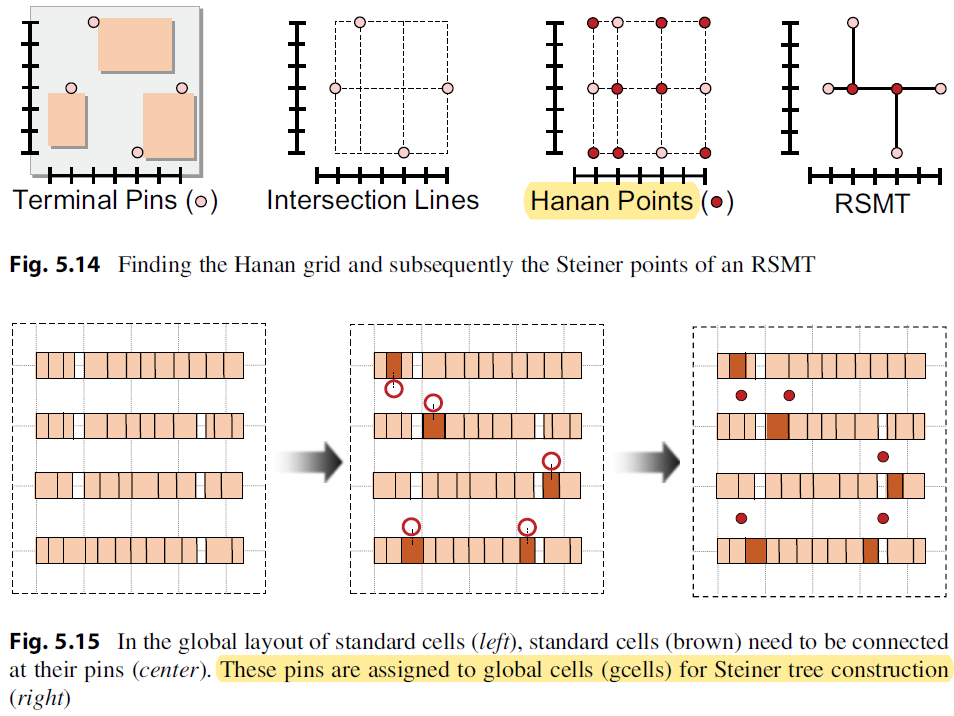 Terminal Pins ( )
Intersection Lines
Hanan Points ( )
RSMT
Fig. 5.14 Finding the Hanan grid and subsequently the Steiner points of an RSMT
Fig. 5.15 In the global layout of standard cells (left), standard cells (brown) need to be connected
at their pins (center). These pins are assigned to global cells (gcells) for Steiner tree construction
(right)